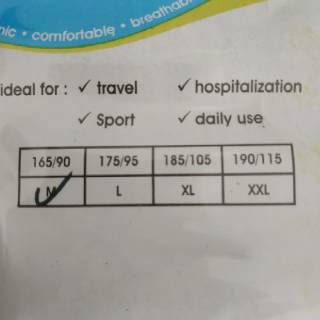 nic • comfortable • breathab
ideal for : ✓ travel ✓ hospitalization
✓ Sport ✓ daily use
165/90 175/95 185/105 190/115
M L XL XXL